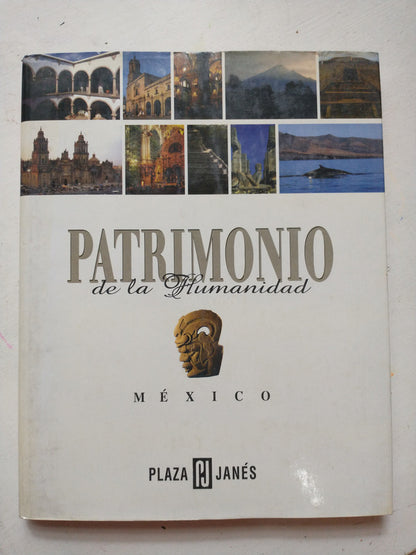 PATRIMONIO
de la Humanidad
MÉXICO
PLAZA PJ JANÉS